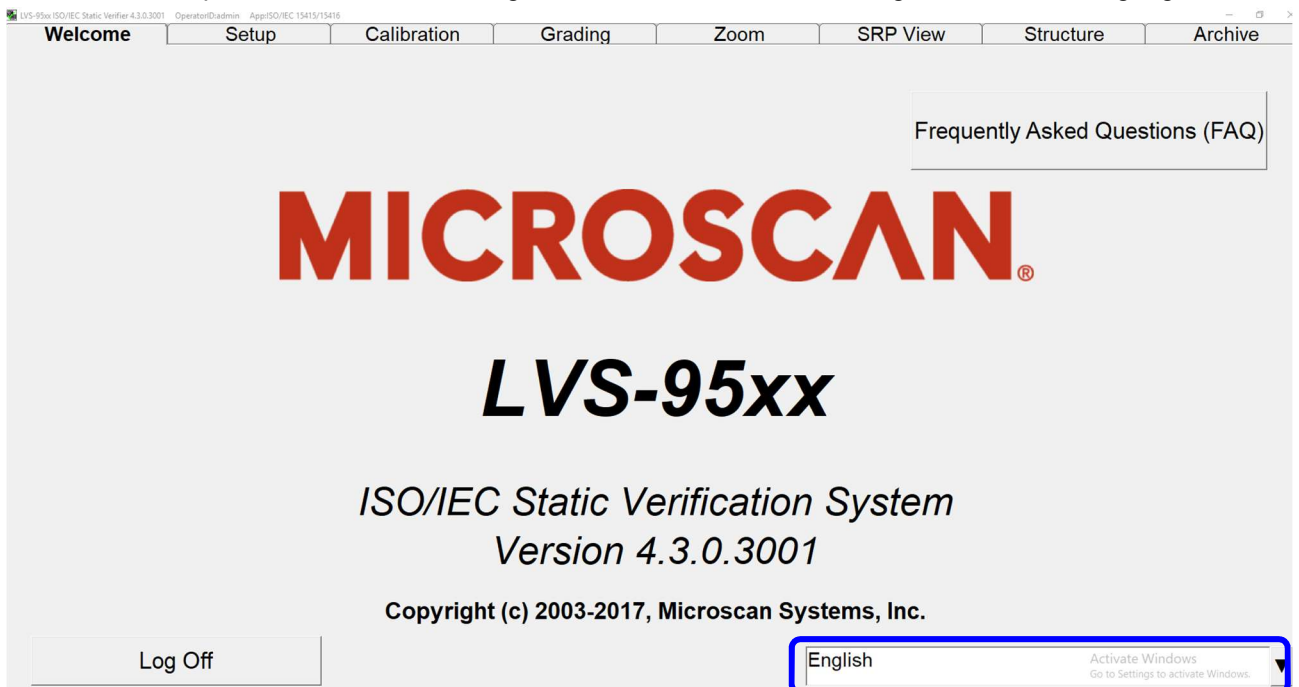 LVS-95xx ISO/IEC Static Verifier 4.3.0.3001 OperatorID:admin App:ISO/IEC 15415/15416
Welcome Setup Calibration Grading Zoom SRP View Structure Archive
Frequently Asked Questions (FAQ)
MICROSCAN®
LVS-95xx
ISO/IEC Static Verification System
Version 4.3.0.3001
Copyright (c) 2003-2017, Microscan Systems, Inc.
Log Off
English
Activate Windows
Go to Settings to activate Windows.